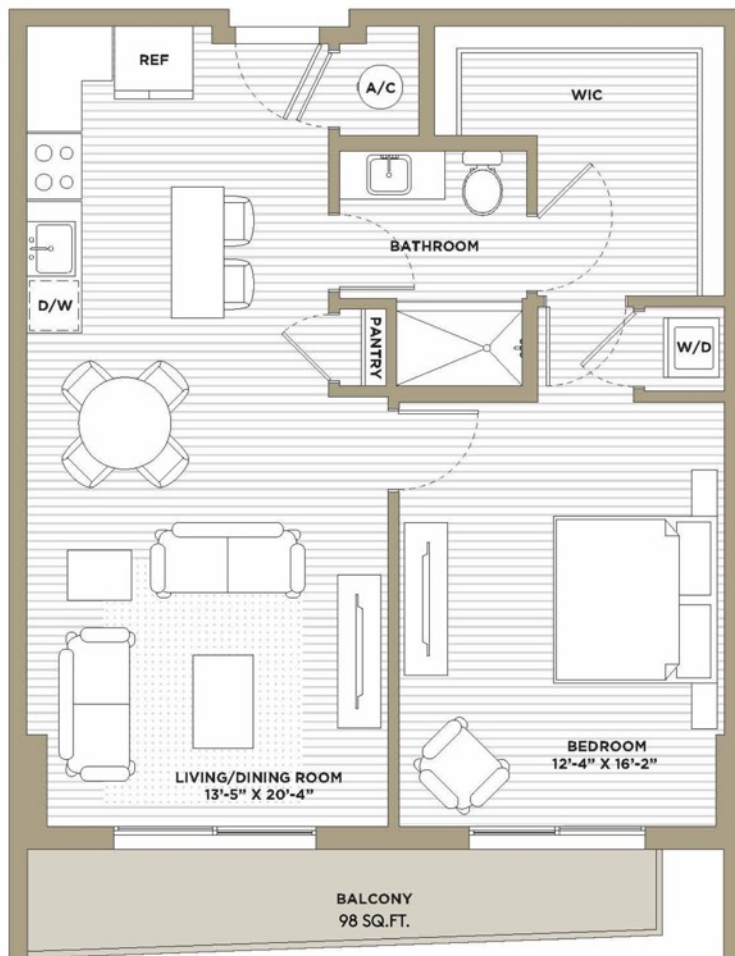 REF
A/C
WIC
BATHROOM
D/W
PANTRY
W/D
BEDROOM
12’-4” X 16’-2”
LIVING/DINING ROOM
13’-5” X 20’-4”
BALCONY
98 SQ.FT.